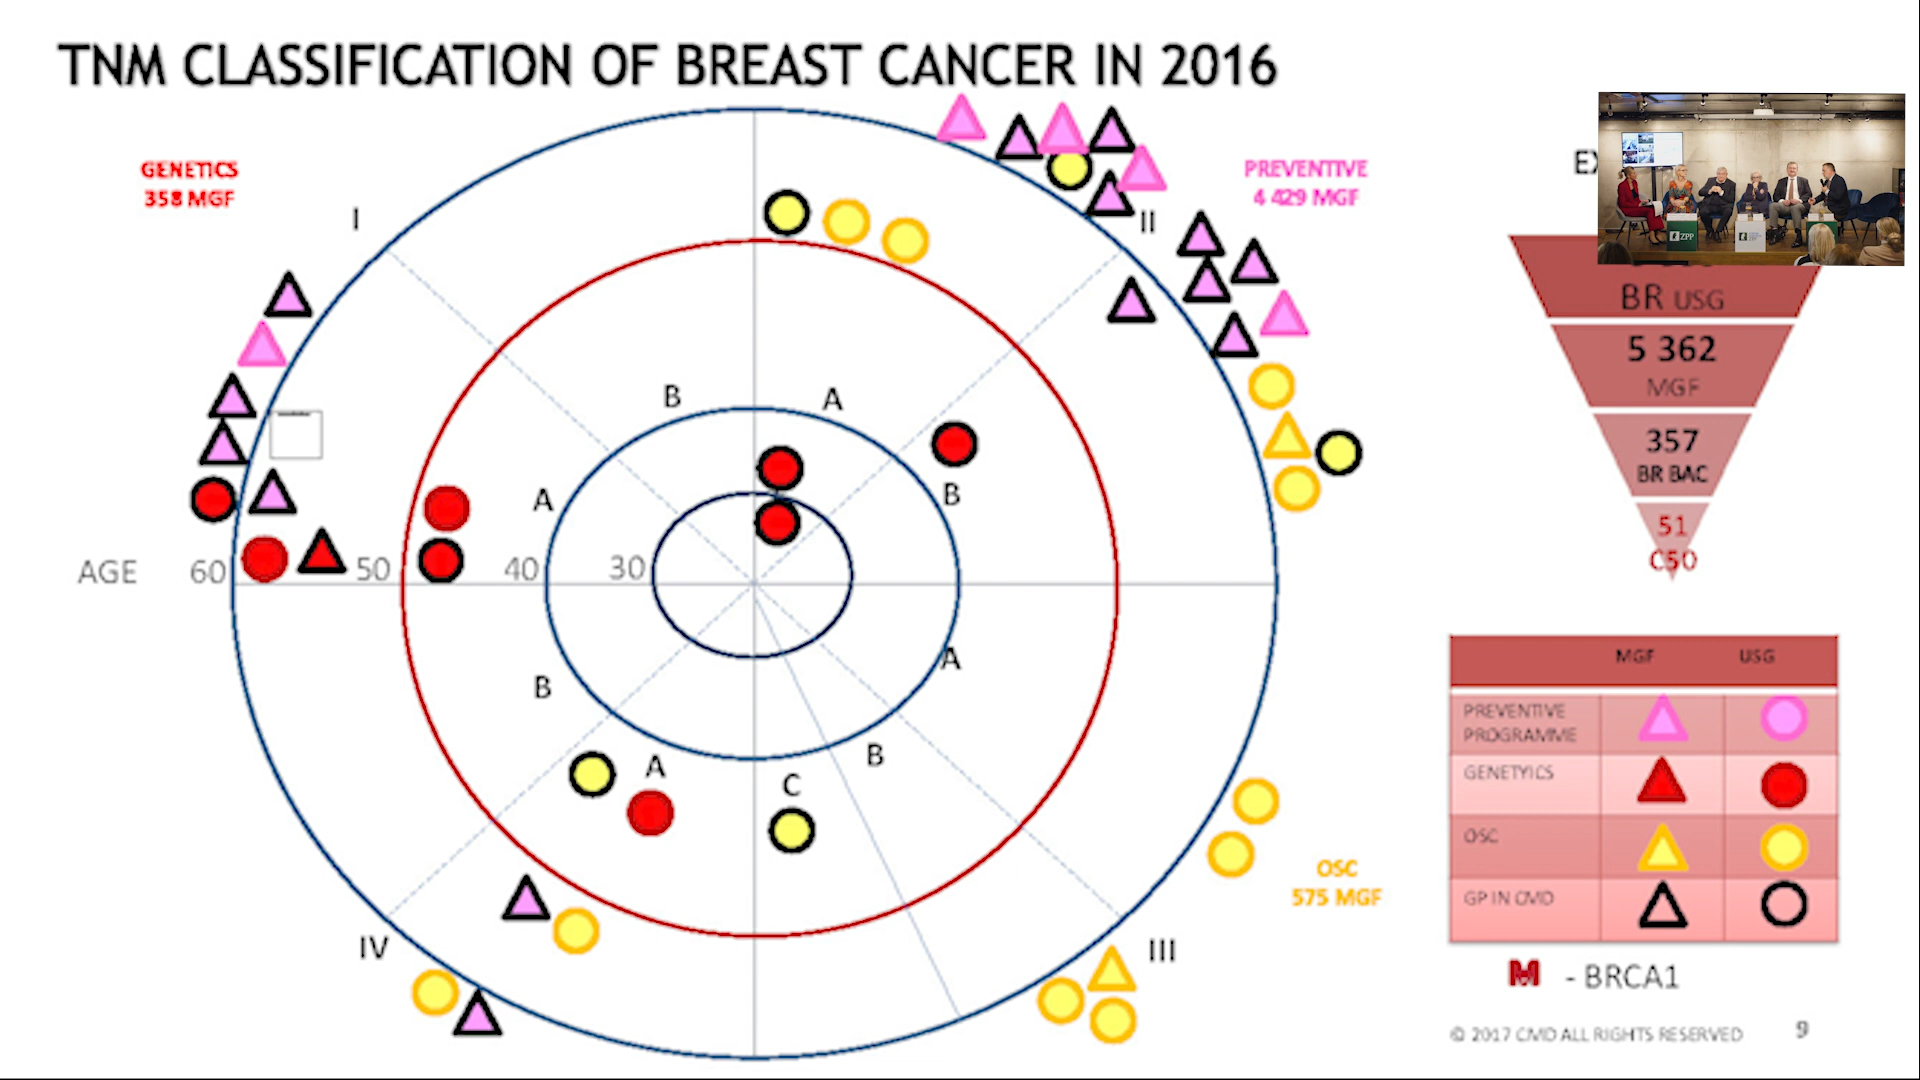 TNM CLASSIFICATION OF BREAST CANCER IN 2016
GENETICS
358 MGF
PREVENTIVE
4 429 MGF
I
II
B
A
A
B
AGE
60
50
40
30
B
A
A
B
C
IV
III
OSC
575 MGF
ZPP
BR USG
5 362
MGF
357
BR BAC
51
C50
MGF USG
PREVENTIVE
PROGRAMME
GENETYICS
OSC
GP IN CMD
M - BRCA1
© 2017 CMD ALL RIGHTS RESERVED 9